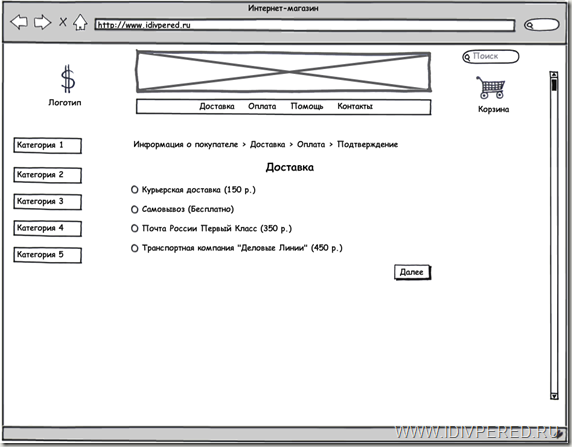 Интернет-магазин
http://www.idivpered.ru
Поиск
Логотип
Корзина
Доставка Оплата Помощь Контакты
Информация о покупателе > Доставка > Оплата > Подтверждение
Категория 1
Категория 2
Категория 3
Категория 4
Категория 5
Доставка
Курьерская доставка (150 р.)
Самовывоз (Бесплатно)
Почта России Первый Класс (350 р.)
Транспортная компания "Деловые Линии" (450 р.)
Далее
WWW.IDIVPERED.RU